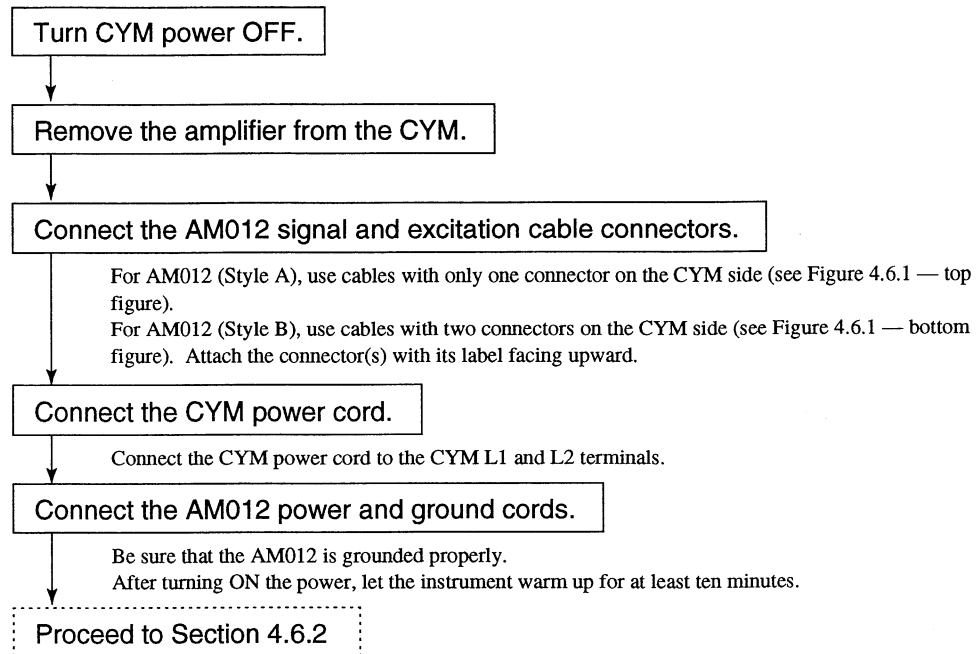 Turn CYM power OFF.
Remove the amplifier from the CYM.
Connect the AM012 signal and excitation cable connectors.
For AM012 (Style A), use cables with only one connector on the CYM side (see Figure 4.6.1 — top
figure).
For AM012 (Style B), use cables with two connectors on the CYM side (see Figure 4.6.1 — bottom
figure). Attach the connector(s) with its label facing upward.
Connect the CYM power cord.
Connect the CYM power cord to the CYM L1 and L2 terminals.
Connect the AM012 power and ground cords.
Be sure that the AM012 is grounded properly.
After turning ON the power, let the instrument warm up for at least ten minutes.
Proceed to Section 4.6.2